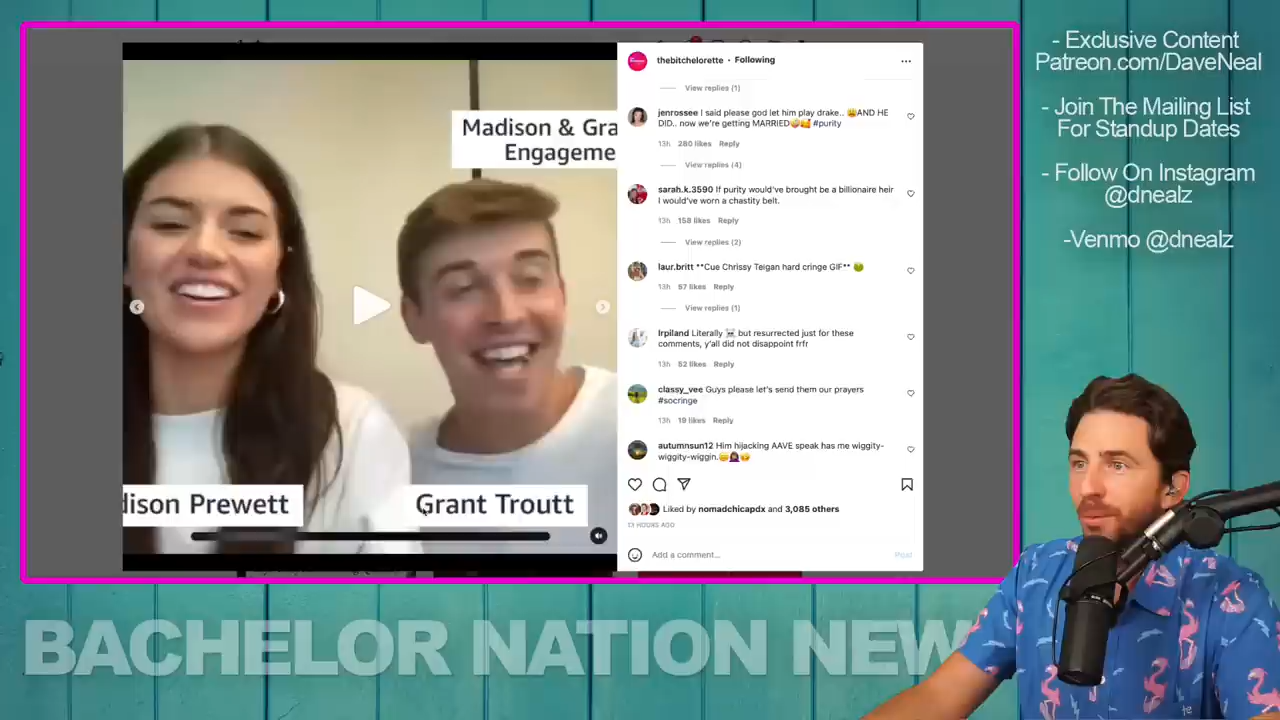 Madison & Gra
Engageme
dison Prewett
Grant Troutt
thebitchelorette • Following
View replies (1)
jenrossee I said please god let him play drake.. 😩AND HE
DID.. now we're getting MARRIED🤪🥰 #purity
13h 280 likes Reply
View replies (4)
sarah.k.3590 If purity would've brought be a billionaire heir
I would've worn a chastity belt.
13h 158 likes Reply
View replies (2)
laur.britt **Cue Chrissy Teigan hard cringe GIF** 🤢
13h 57 likes Reply
View replies (1)
lrpiland Literally ☠️ but resurrected just for these
comments, y'all did not disappoint frfr
13h 52 likes Reply
classy_vee Guys please let's send them our prayers
#socringe
13h 19 likes Reply
autumnsun12 Him hijacking AAVE speak has me wiggity-
wiggity-wiggin.
Liked by nomadchicapdx and 3,085 others
13 HOURS AGO
Add a comment...
Post
- Exclusive Content
Patreon.com/DaveNeal
- Join The Mailing List
For Standup Dates
- Follow On Instagram
@dnealz
-Venmo @dnealz
BACHELOR NATION NEW